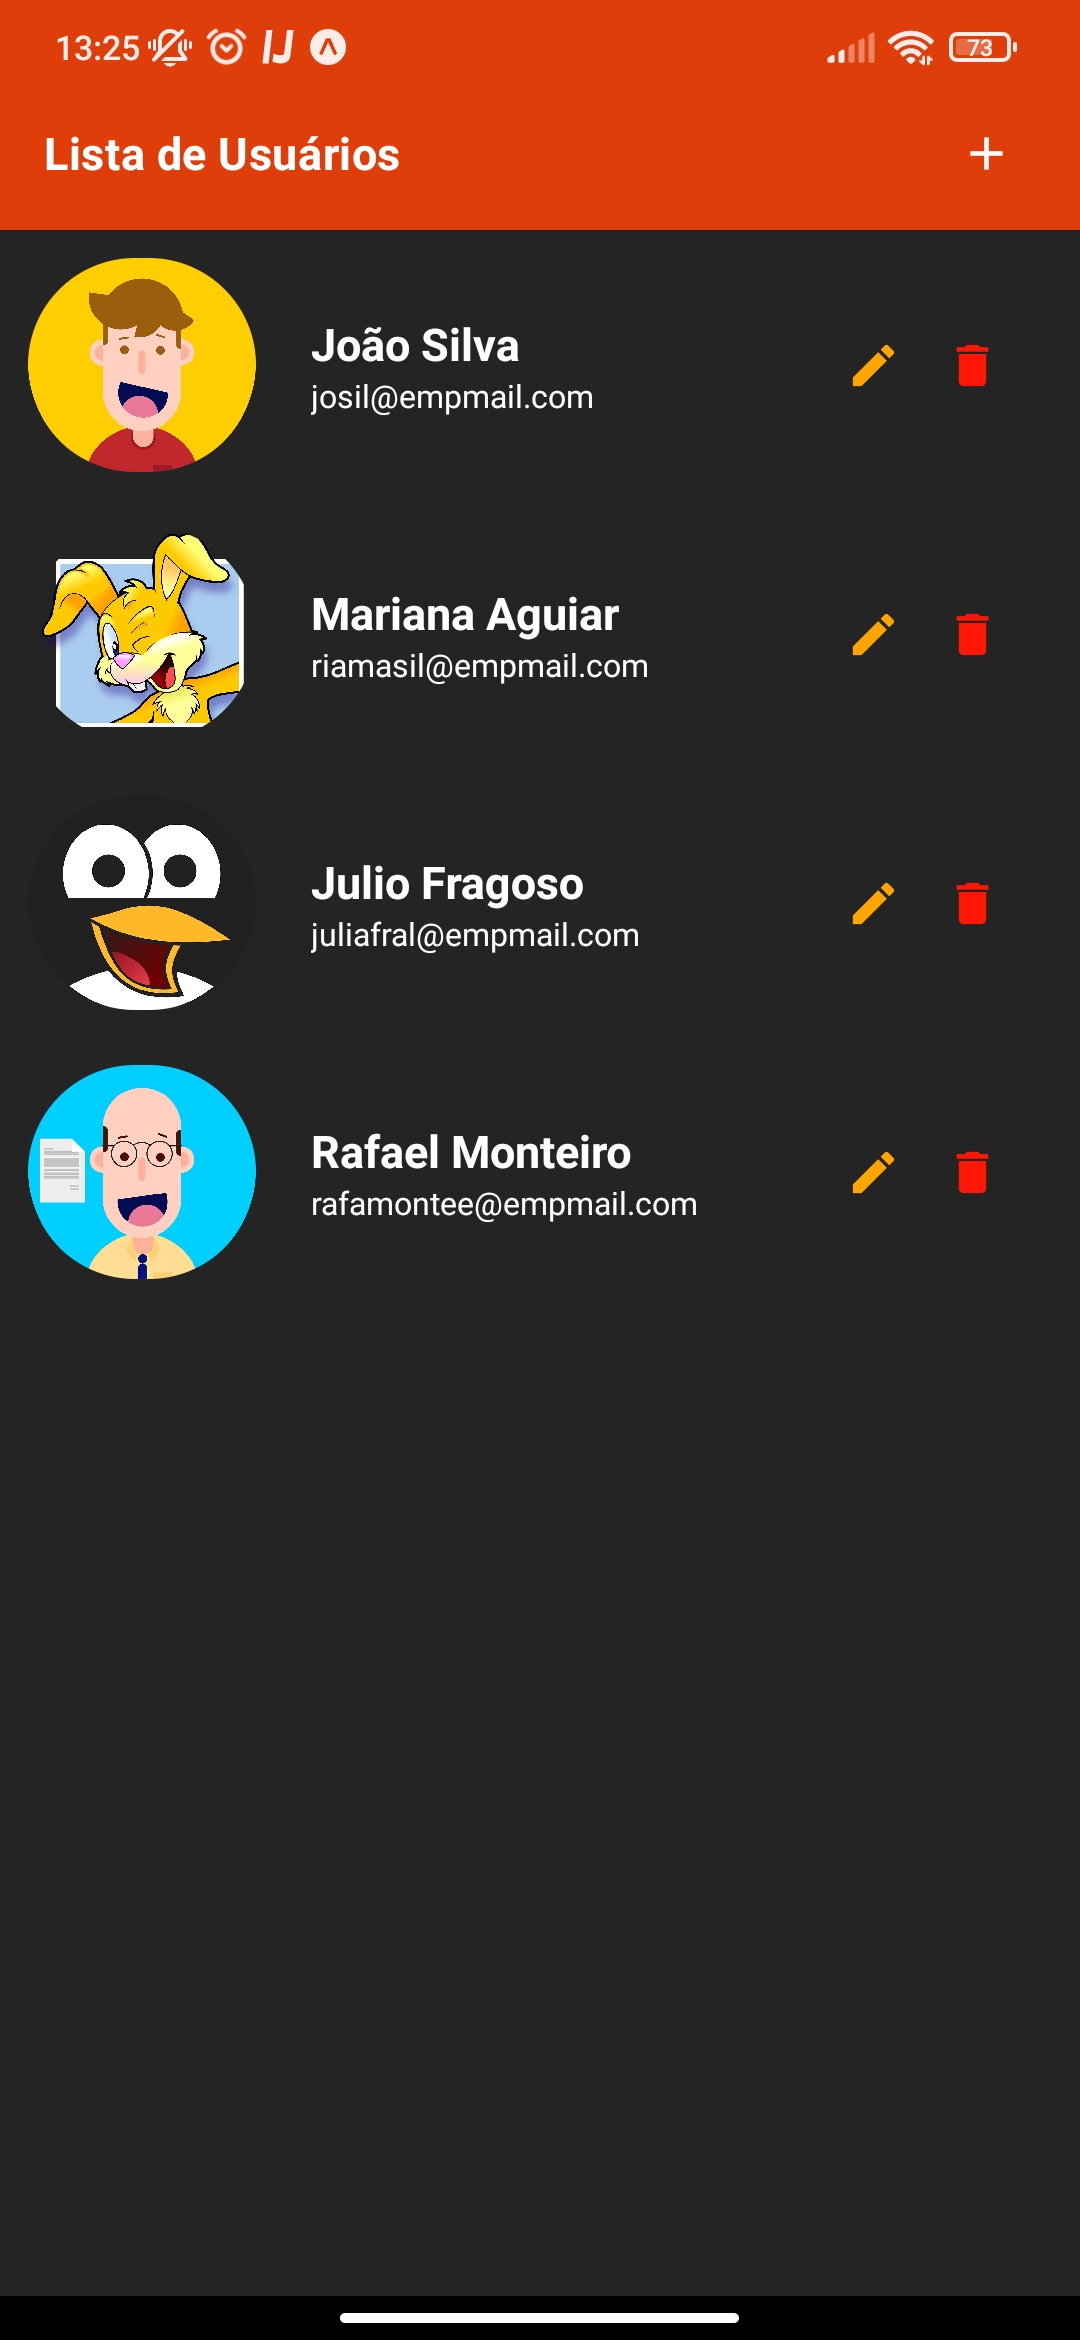 13:25
73
Lista de Usuários
João Silva
josil@empmail.com
Mariana Aguiar
riamasil@empmail.com
Julio Fragoso
juliafral@empmail.com
Rafael Monteiro
rafamontee@empmail.com